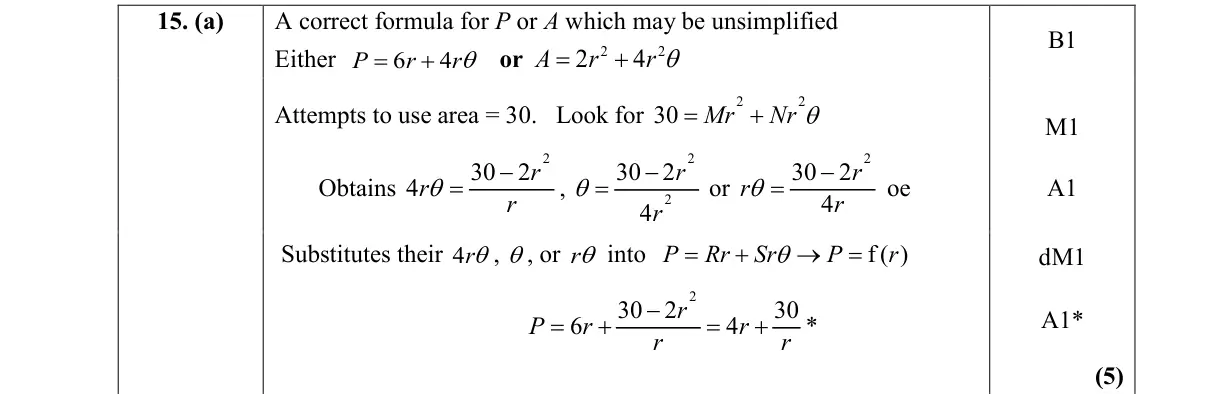 15. (a) A correct formula for P or A which may be unsimplified
B1
Either P = 6r + 4rθ or A = 2r² + 4r²θ
Attempts to use area = 30. Look for 30 = Mr² + Nr²θ
M1
Obtains 4rθ = (30 − 2r²)/r , θ = (30 − 2r²)/4r² or rθ = (30 − 2r²)/4r oe A1
Substitutes their 4rθ , θ , or rθ into P = Rr + Srθ → P = f(r) dM1
P = 6r + (30 − 2r²)/r = 4r + 30/r * A1*
(5)